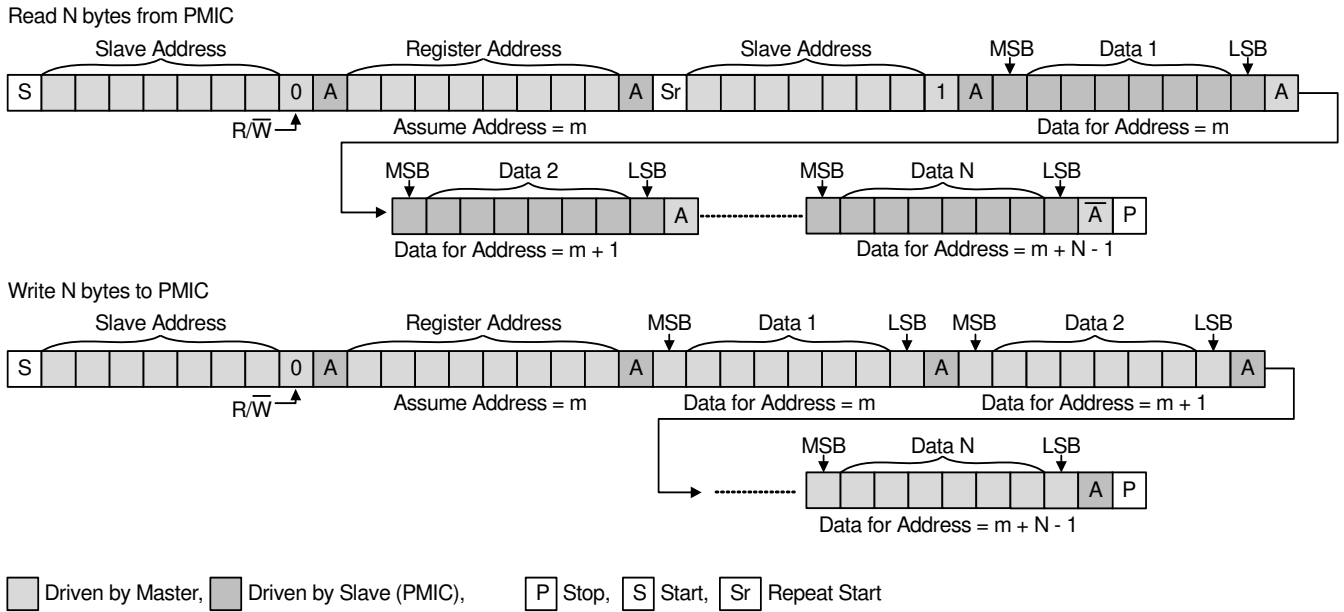 Read N bytes from PMIC
Slave Address Register Address Slave Address MSB Data 1 LSB
S 0 A A Sr 1 A A
R/W̅ Assume Address = m Data for Address = m
MSB Data 2 LSB MSB Data N LSB
A A̅ P
Data for Address = m + 1 Data for Address = m + N - 1
Write N bytes to PMIC
Slave Address Register Address MSB Data 1 LSB MSB Data 2 LSB
S 0 A A A A
R/W̅ Assume Address = m Data for Address = m Data for Address = m + 1
MSB Data N LSB
A P
Data for Address = m + N - 1
Driven by Master, Driven by Slave (PMIC), P Stop, S Start, Sr Repeat Start